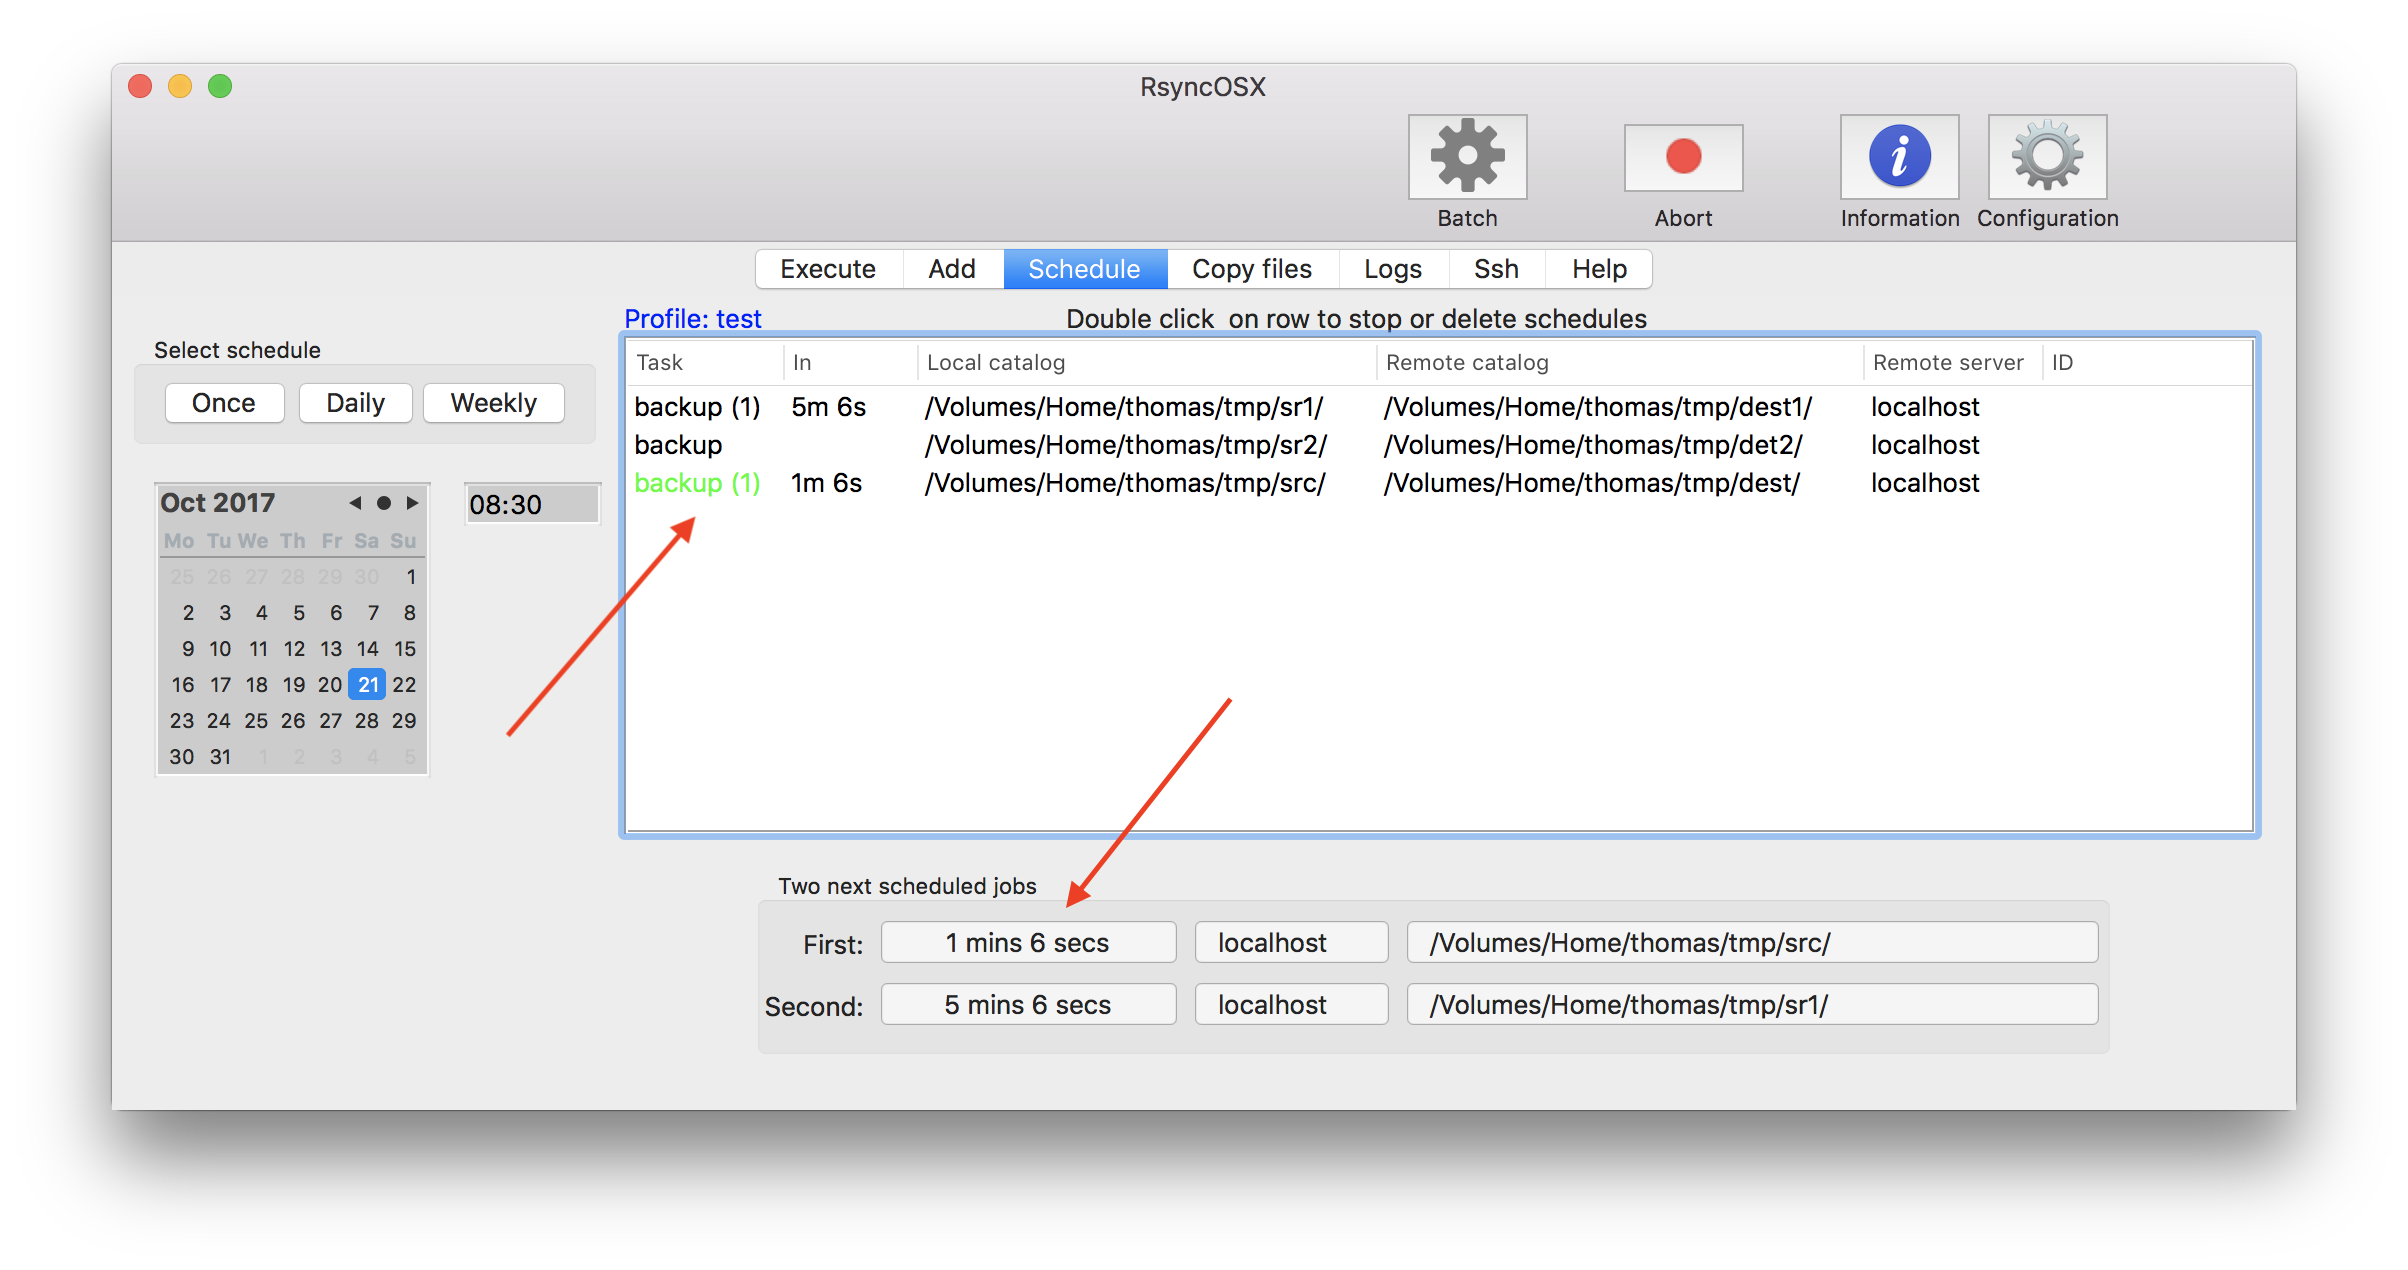 RsyncOSX
Batch
Abort
Information
Configuration
Execute Add Schedule Copy files Logs Ssh Help
Profile: test
Double click  on row to stop or delete schedules
Select schedule
Once Daily Weekly
Oct 2017
Mo Tu We Th Fr Sa Su
25 26 27 28 29 30 1
2 3 4 5 6 7 8
9 10 11 12 13 14 15
16 17 18 19 20 21 22
23 24 25 26 27 28 29
30 31 1 2 3 4 5
08:30
Task In Local catalog Remote catalog Remote server ID
backup (1) 5m 6s /Volumes/Home/thomas/tmp/sr1/ /Volumes/Home/thomas/tmp/dest1/ localhost
backup /Volumes/Home/thomas/tmp/sr2/ /Volumes/Home/thomas/tmp/det2/ localhost
backup (1) 1m 6s /Volumes/Home/thomas/tmp/src/ /Volumes/Home/thomas/tmp/dest/ localhost
Two next scheduled jobs
First: 1 mins 6 secs localhost /Volumes/Home/thomas/tmp/src/
Second: 5 mins 6 secs localhost /Volumes/Home/thomas/tmp/sr1/